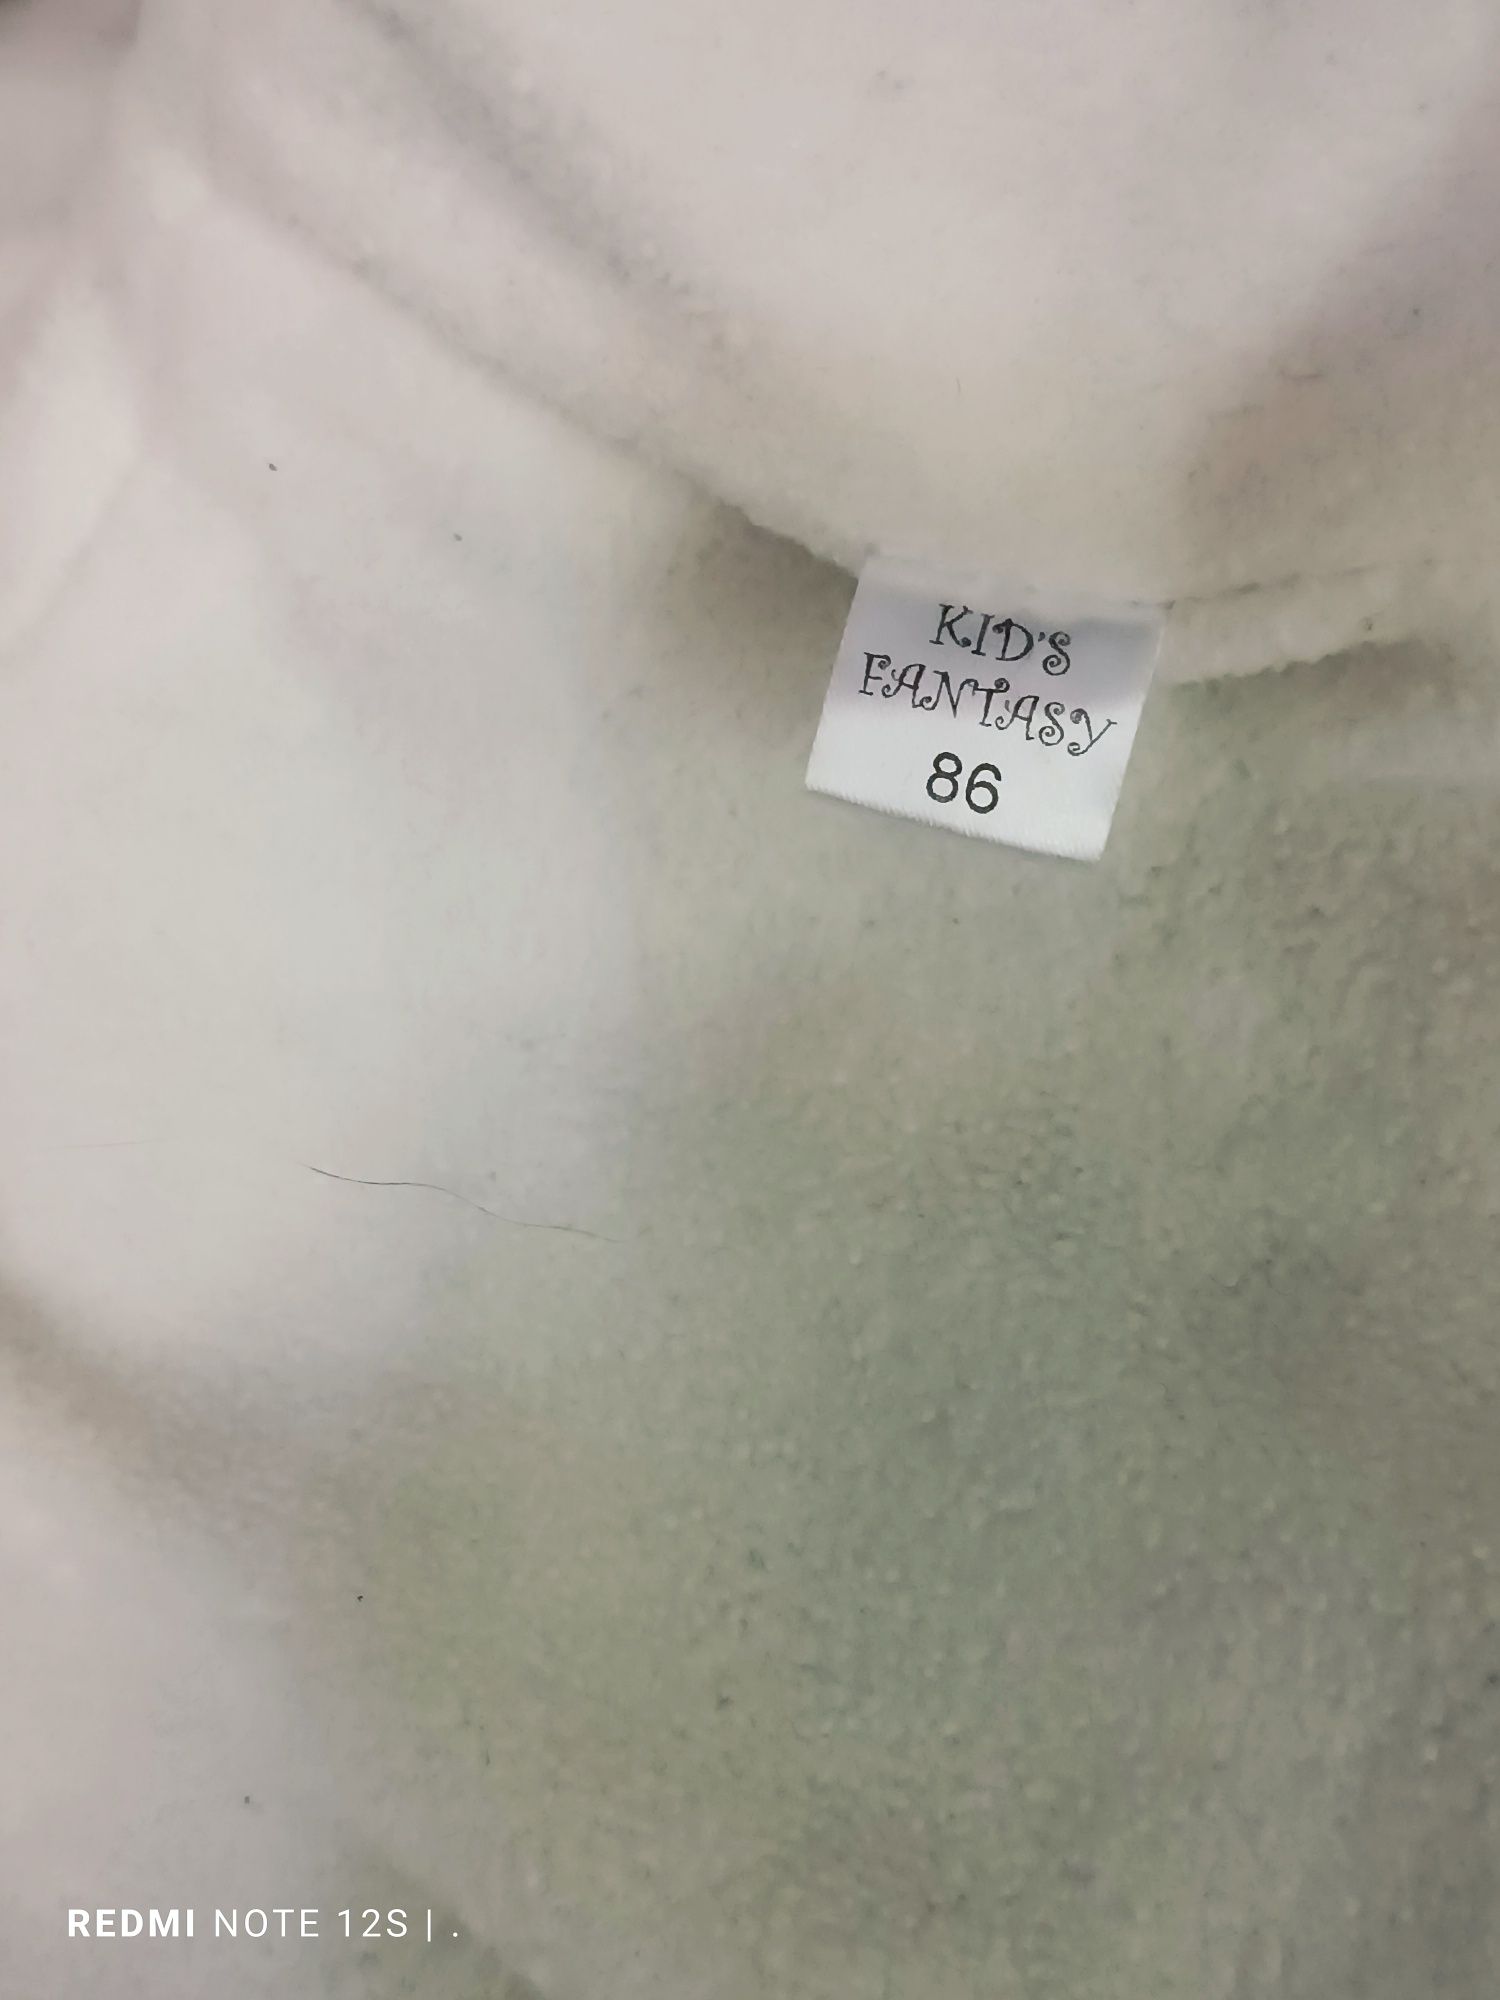 KID'S
FANTASY
86
REDMI NOTE 12S | .